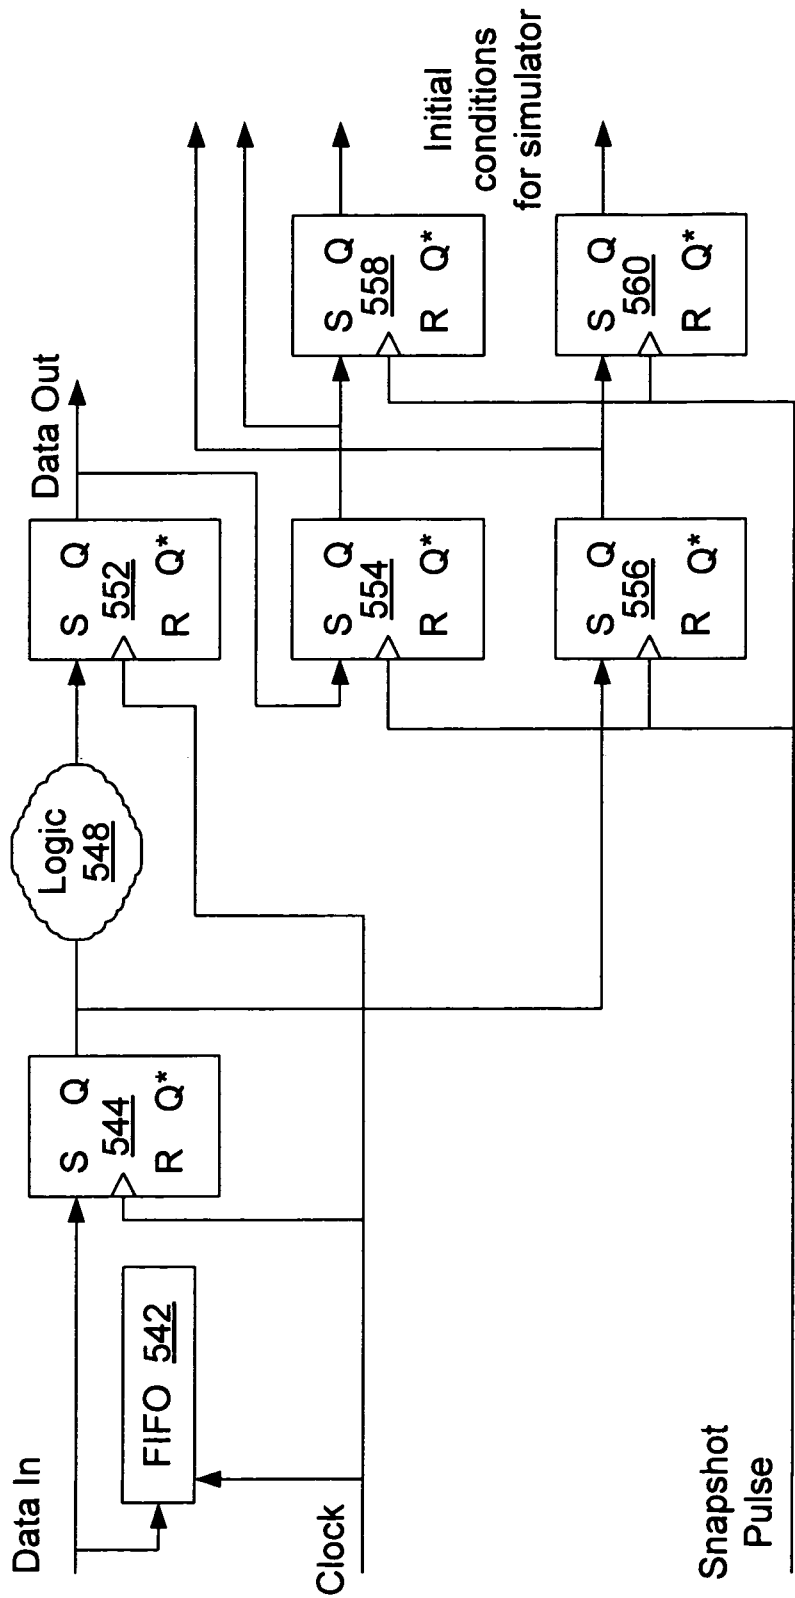 Data In
FIFO 542
Clock
Snapshot
Pulse
S Q
544
R Q*
Logic
548
S Q
552
R Q*
Data Out
S Q
554
R Q*
S Q
556
R Q*
S Q
558
R Q*
S Q
560
R Q*
Initial
conditions
for simulator